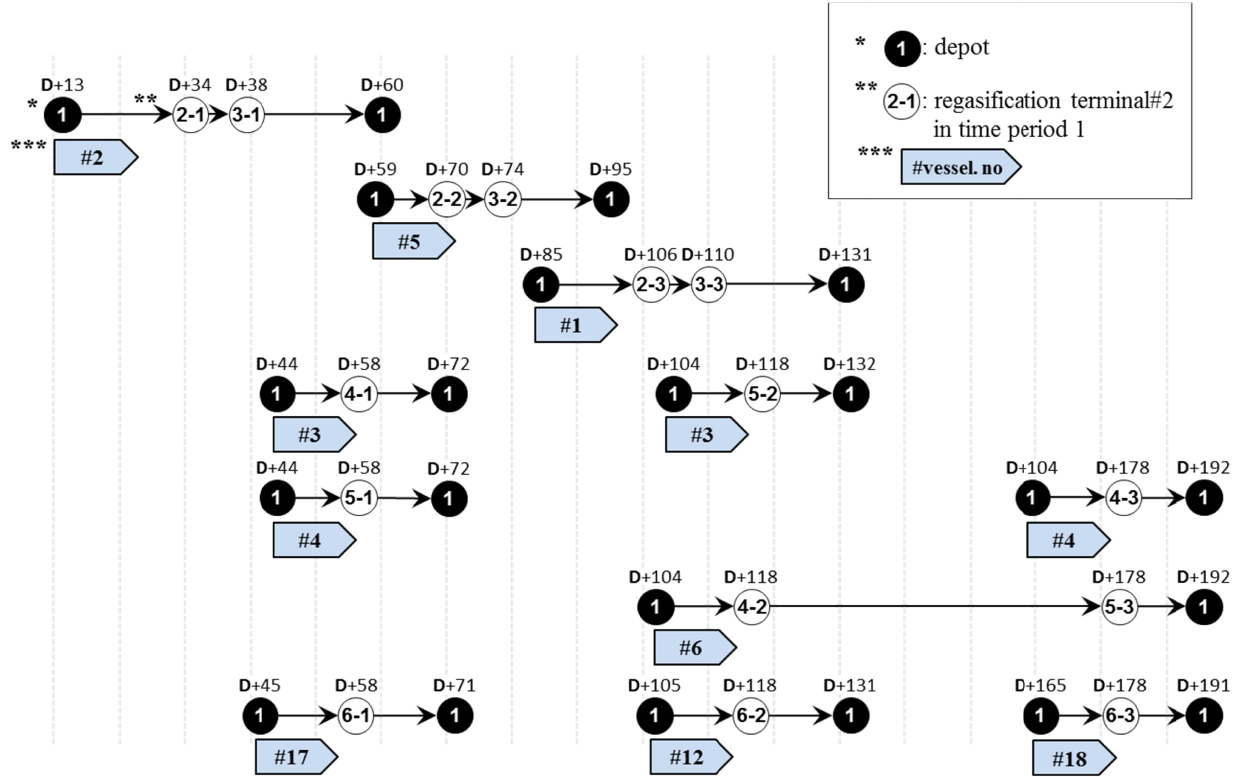 * 1 : depot
** 2-1 : regasification terminal#2
in time period 1
*** #vessel. no
D+13 D+34 D+38 D+60
* 1 ** 2-1 3-1 1
*** #2
D+59 D+70 D+74 D+95
1 2-2 3-2 1
#5
D+85 D+106 D+110 D+131
1 2-3 3-3 1
#1
D+44 D+58 D+72 D+104 D+118 D+132
1 4-1 1 1 5-2 1
#3 #3
D+44 D+58 D+72 D+104 D+178 D+192
1 5-1 1 1 4-3 1
#4 #4
D+104 D+118 D+178 D+192
1 4-2 5-3 1
#6
D+45 D+58 D+71 D+105 D+118 D+131 D+165 D+178 D+191
1 6-1 1 1 6-2 1 1 6-3 1
#17 #12 #18